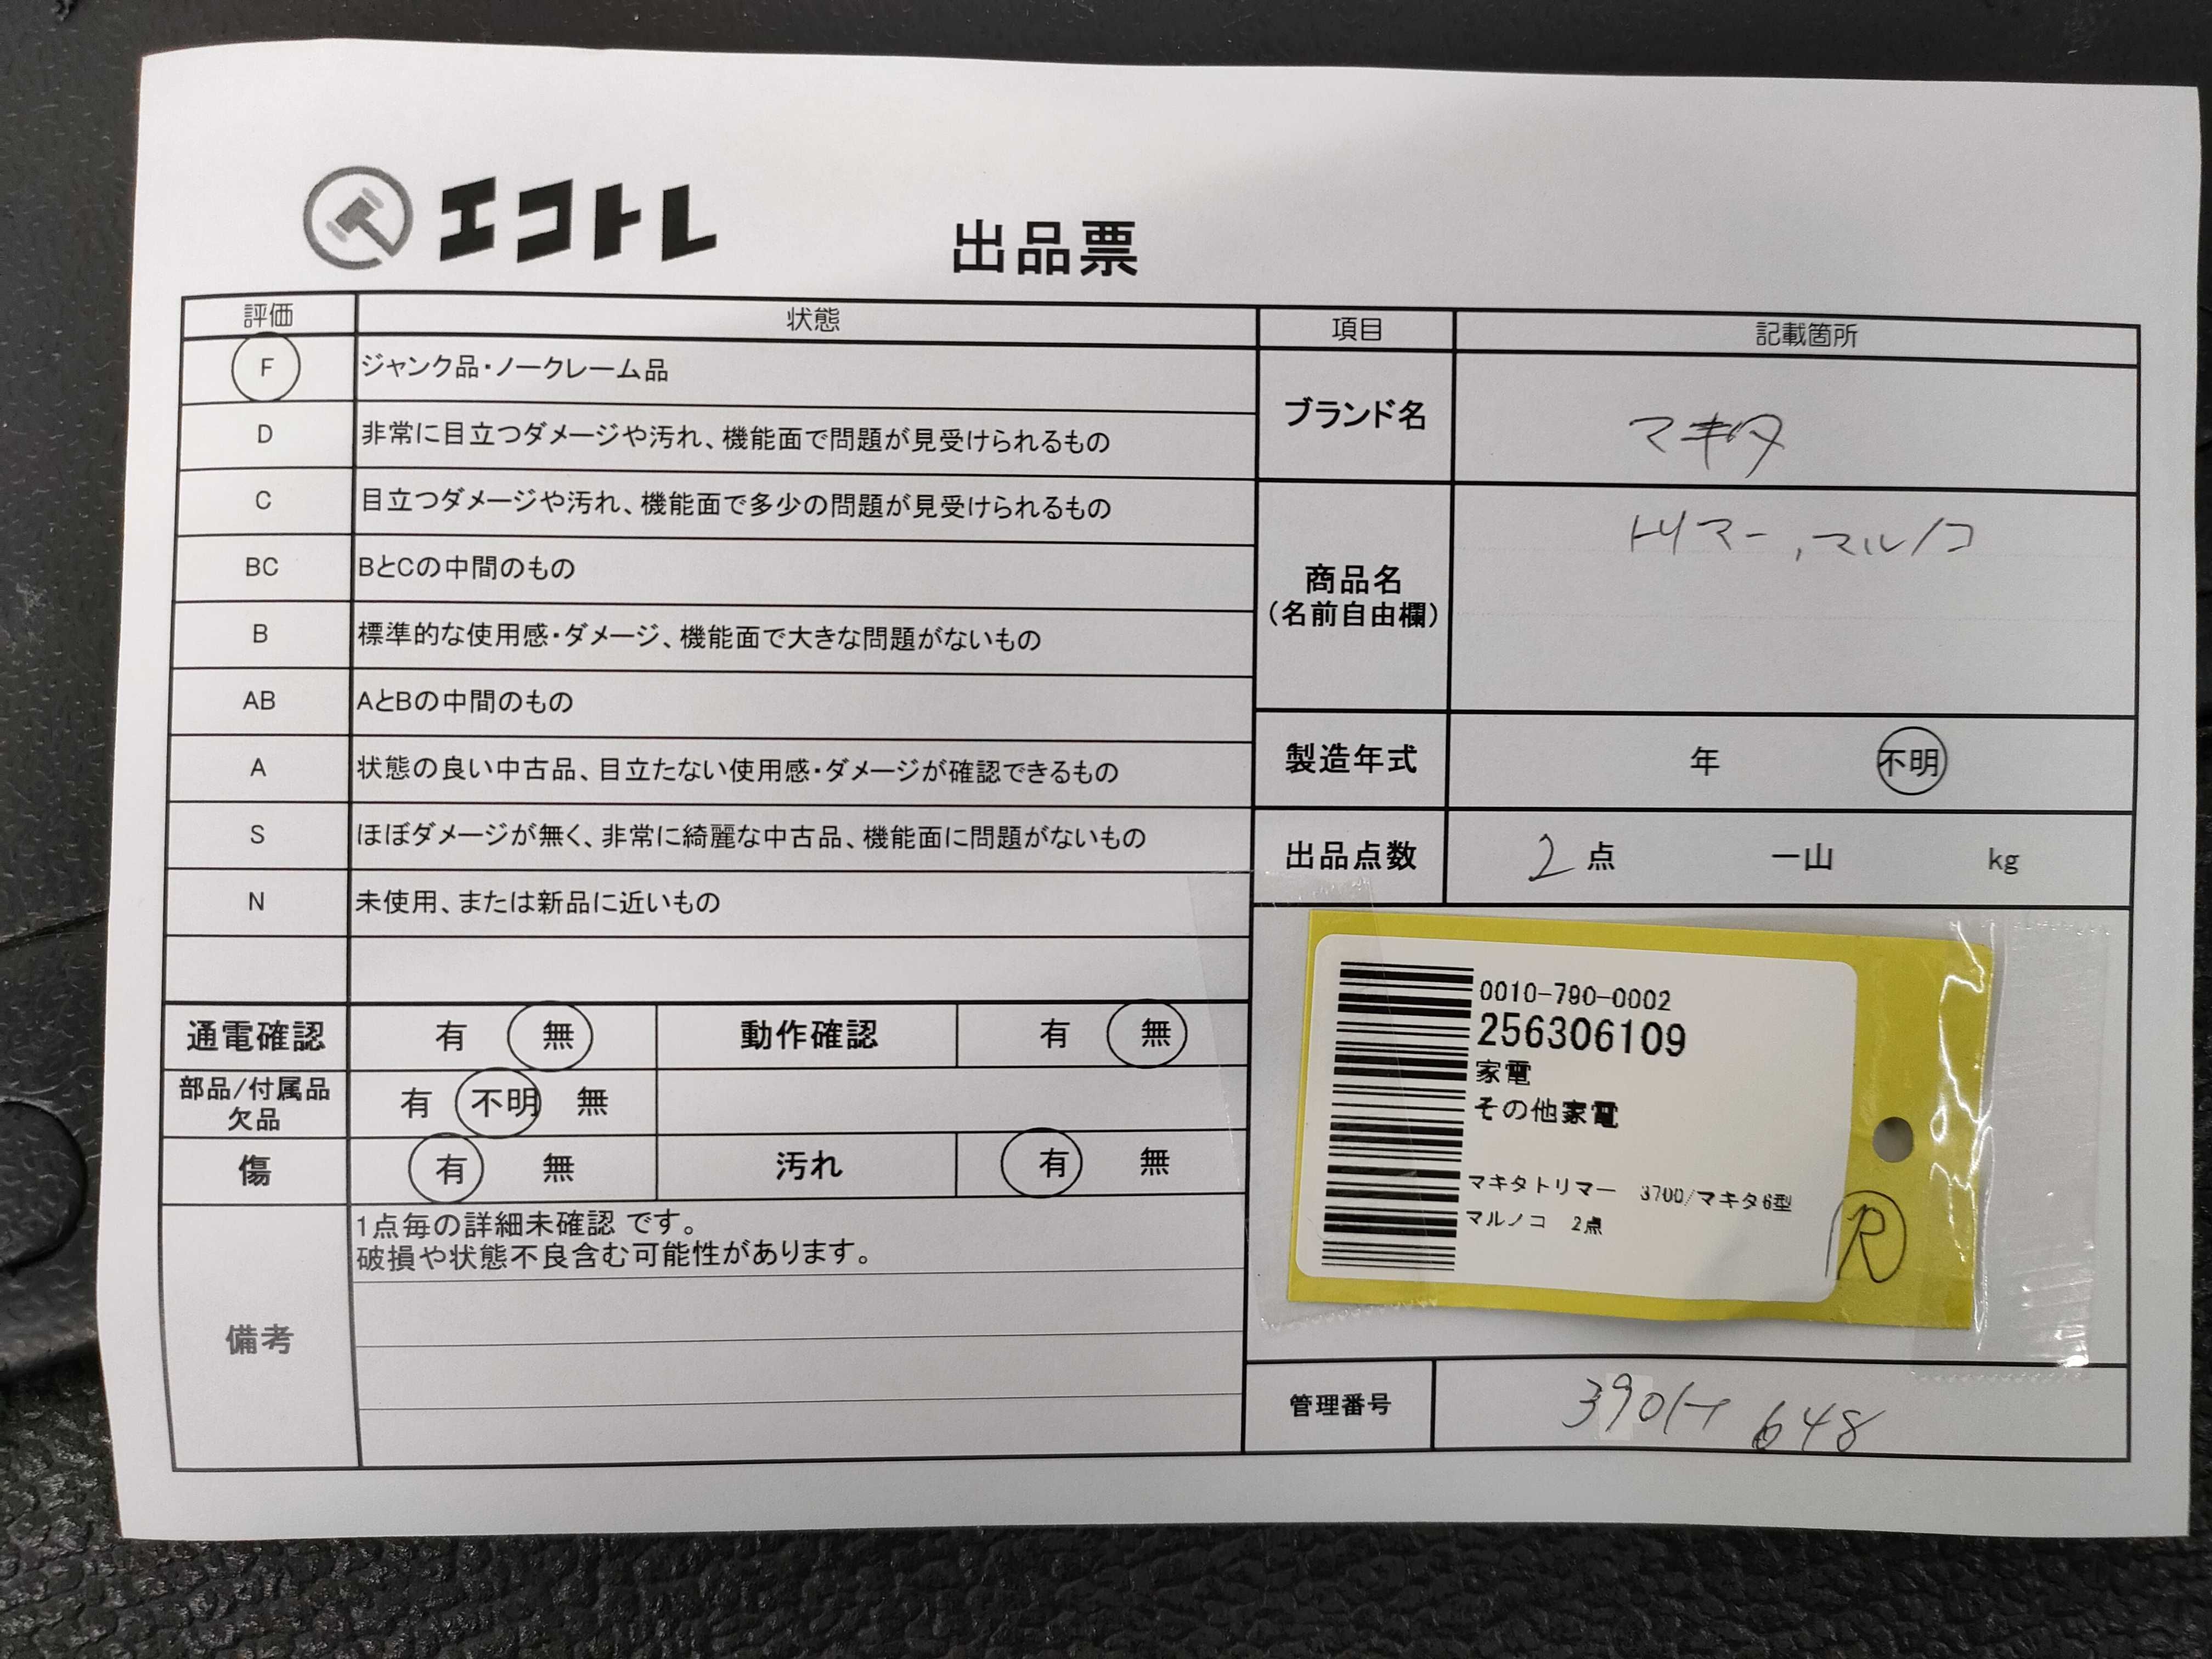 エコトレ
出品票
評価 状態
F ジャンク品・ノークレーム品
D 非常に目立つダメージや汚れ、機能面で問題が見受けられるもの
C 目立つダメージや汚れ、機能面で多少の問題が見受けられるもの
BC BとCの中間のもの
B 標準的な使用感・ダメージ、機能面で大きな問題がないもの
AB AとBの中間のもの
A 状態の良い中古品、目立たない使用感・ダメージが確認できるもの
S ほぼダメージが無く、非常に綺麗な中古品、機能面に問題がないもの
N 未使用、または新品に近いもの
通電確認 有 無 動作確認 有 無
部品/付属品
欠品 有 不明 無
傷 有 無 汚れ 有 無
備考
1点毎の詳細未確認 です。
破損や状態不良含む可能性があります。
項目 記載箇所
ブランド名 マキタ
商品名
(名前自由欄)
トリマー,マルノコ
製造年式 年 不明
出品点数 2点 一山 kg
0010-790-0002
256306109
家電
その他家電
マキタトリマー 3700/マキタ6型
マルノコ 2点
R
管理番号 648